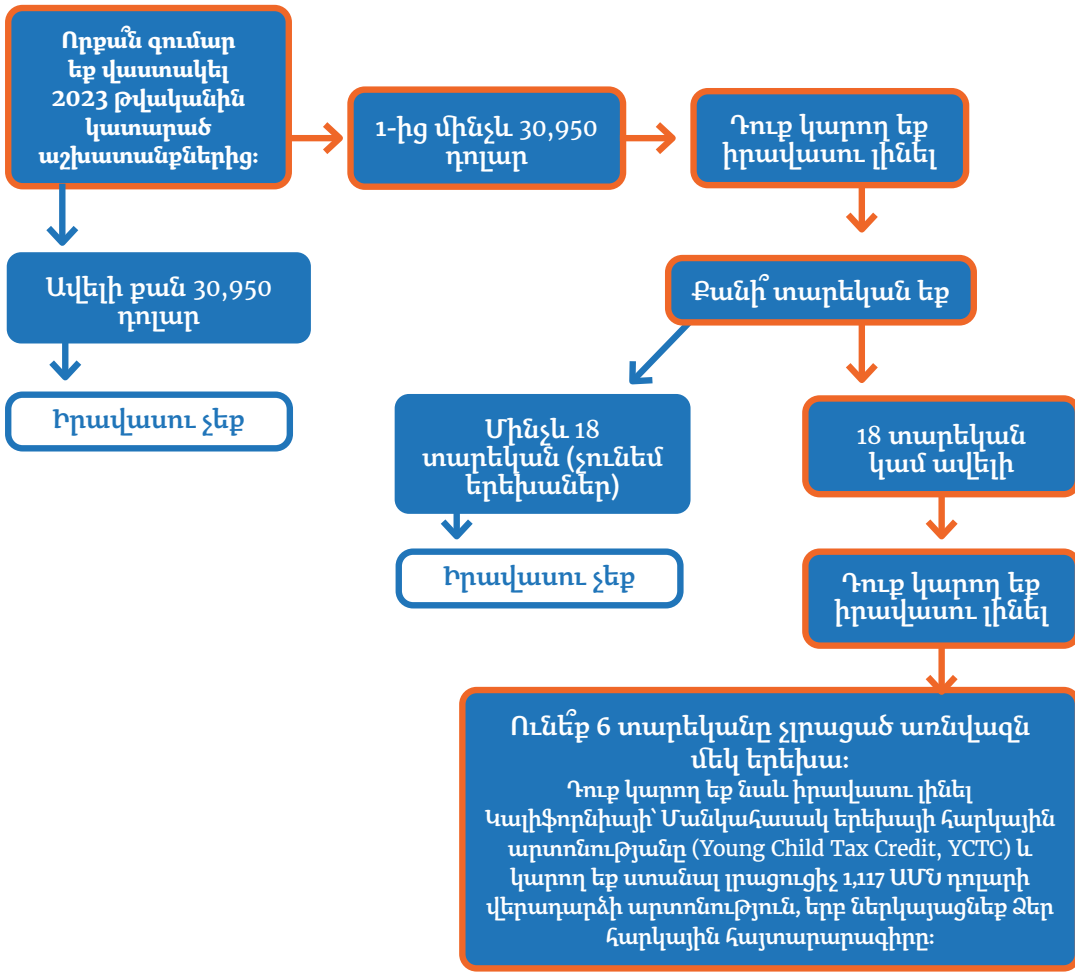 Որքա՞ն գումար
եք վաստակել
2023 թվականին
կատարած
աշխատանքներից:
1-ից մինչև 30,950
դոլար
Դուք կարող եք
իրավասու լինել
Ավելի քան 30,950
դոլար
Իրավասու չեք
Քանի՞ տարեկան եք
Մինչև 18
տարեկան (չունեմ
երեխաներ)
Իրավասու չեք
18 տարեկան
կամ ավելի
Դուք կարող եք
իրավասու լինել
Ունե՞ք 6 տարեկանը չլրացած առնվազն
մեկ երեխա:
Դուք կարող եք նաև իրավասու լինել
Կալիֆորնիայի՝ Մանկահասակ երեխայի հարկային
արտոնությանը (Young Child Tax Credit, YCTC) և
կարող եք ստանալ լրացուցիչ 1,117 ԱՄՆ դոլարի
վերադարձի արտոնություն, երբ ներկայացնեք Ձեր
հարկային հայտարարագիրը: